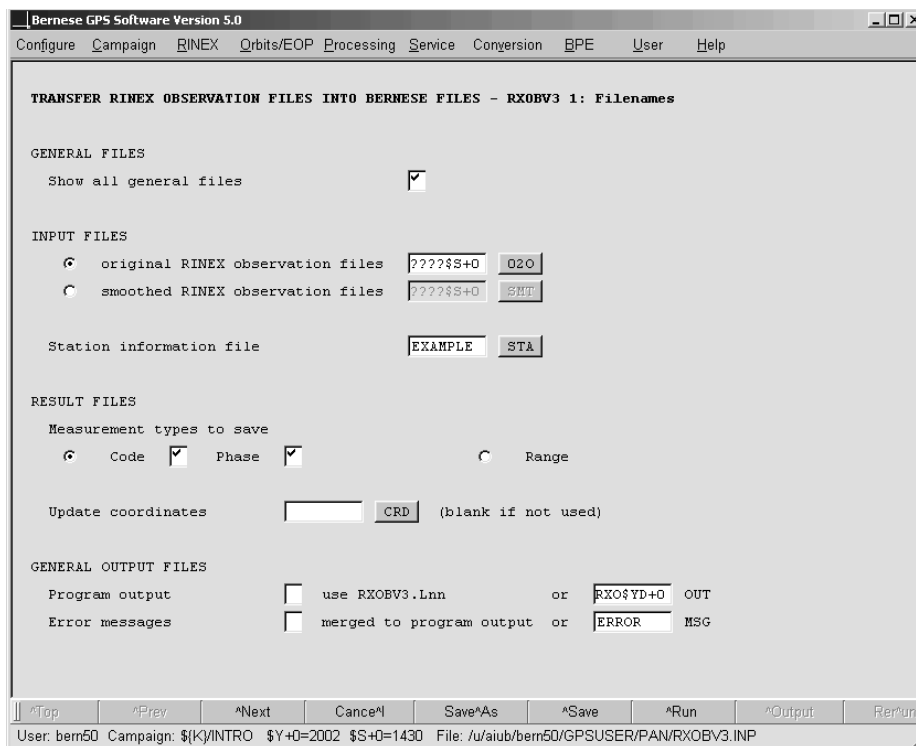 Bernese GPS Software Version 5.0
Configure Campaign RINEX Orbits/EOP Processing Service Conversion BPE User Help
TRANSFER RINEX OBSERVATION FILES INTO BERNESE FILES - RXOBV3 1: Filenames
GENERAL FILES
Show all general files
INPUT FILES
original RINEX observation files ????$S+0 O2O
smoothed RINEX observation files ????$S+0 SMT
Station information file EXAMPLE STA
RESULT FILES
Measurement types to save
Code Phase Range
Update coordinates CRD (blank if not used)
GENERAL OUTPUT FILES
Program output use RXOBV3.Lnn or RXO$YD+0 OUT
Error messages merged to program output or ERROR MSG
^Top ^Prev ^Next Cance^l Save^As ^Save ^Run ^Output Rer^un
User: bern50 Campaign: ${K}/INTRO $Y+0=2002 $S+0=1430 File: /u/aiub/bern50/GPSUSER/PAN/RXOBV3.INP